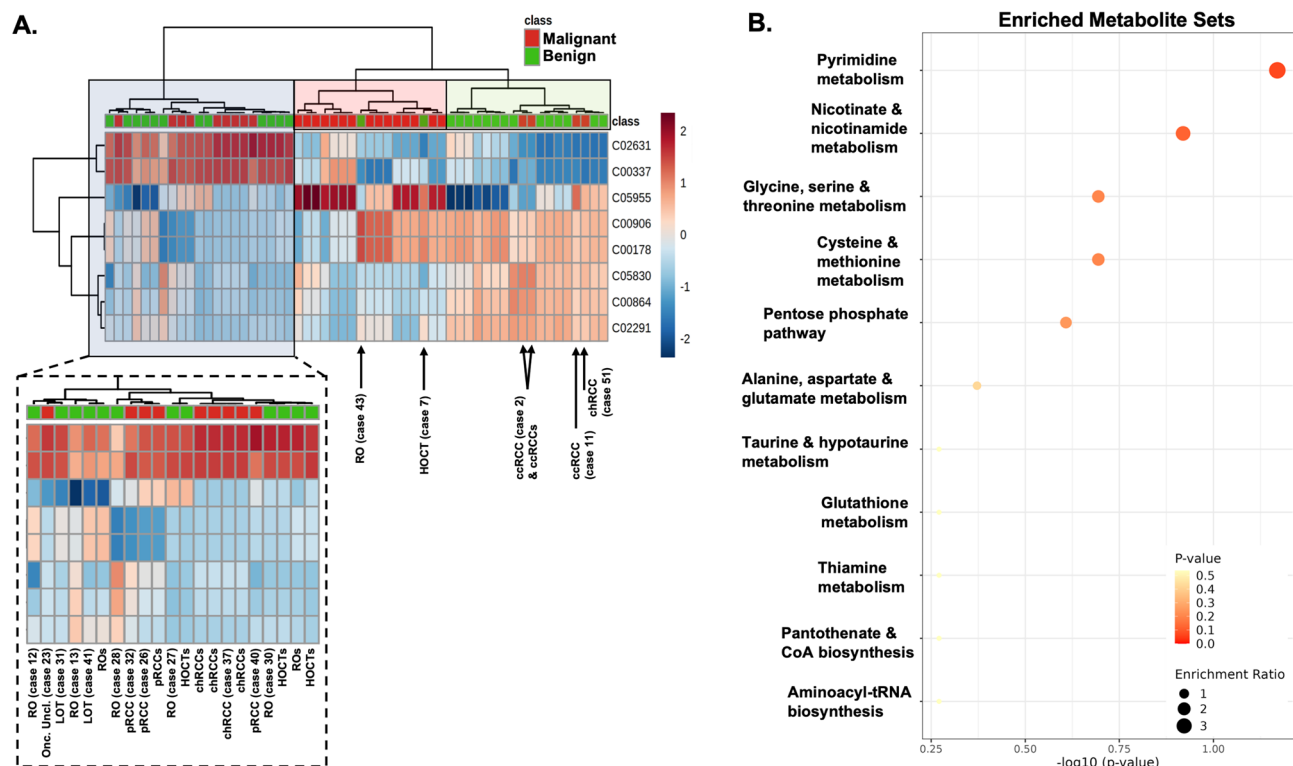 A.
class
Malignant
Benign
class
C02631
C00337
C05955
C00906
C00178
C05830
C00864
C02291
2
1
0
-1
-2
RO (case 43)
HOCT (case 7)
ccRCC (case 2)
& ccRCCs
ccRCC
(case 11)
chRCC
(case 51)
RO (case 12)
Onc. Uncl. (case 23)
LOT (case 31)
RO (case 13)
LOT (case 41)
ROs
RO (case 28)
pRCC (case 32)
pRCC (case 26)
pRCCs
RO (case 27)
HOCTs
chRCCs
chRCCs
chRCC (case 37)
chRCCs
pRCC (case 40)
RO (case 30)
HOCTs
ROs
HOCTs
B.
Enriched Metabolite Sets
Pyrimidine
metabolism
Nicotinate &
nicotinamide
metabolism
Glycine, serine &
threonine metabolism
Cysteine &
methionine
metabolism
Pentose phosphate
pathway
Alanine, aspartate &
glutamate metabolism
Taurine & hypotaurine
metabolism
Glutathione
metabolism
Thiamine
metabolism
Pantothenate &
CoA biosynthesis
Aminoacyl-tRNA
biosynthesis
P-value
0.5
0.4
0.3
0.2
0.1
0.0
Enrichment Ratio
1
2
3
0.25
0.50
0.75
1.00
-log10 (p-value)